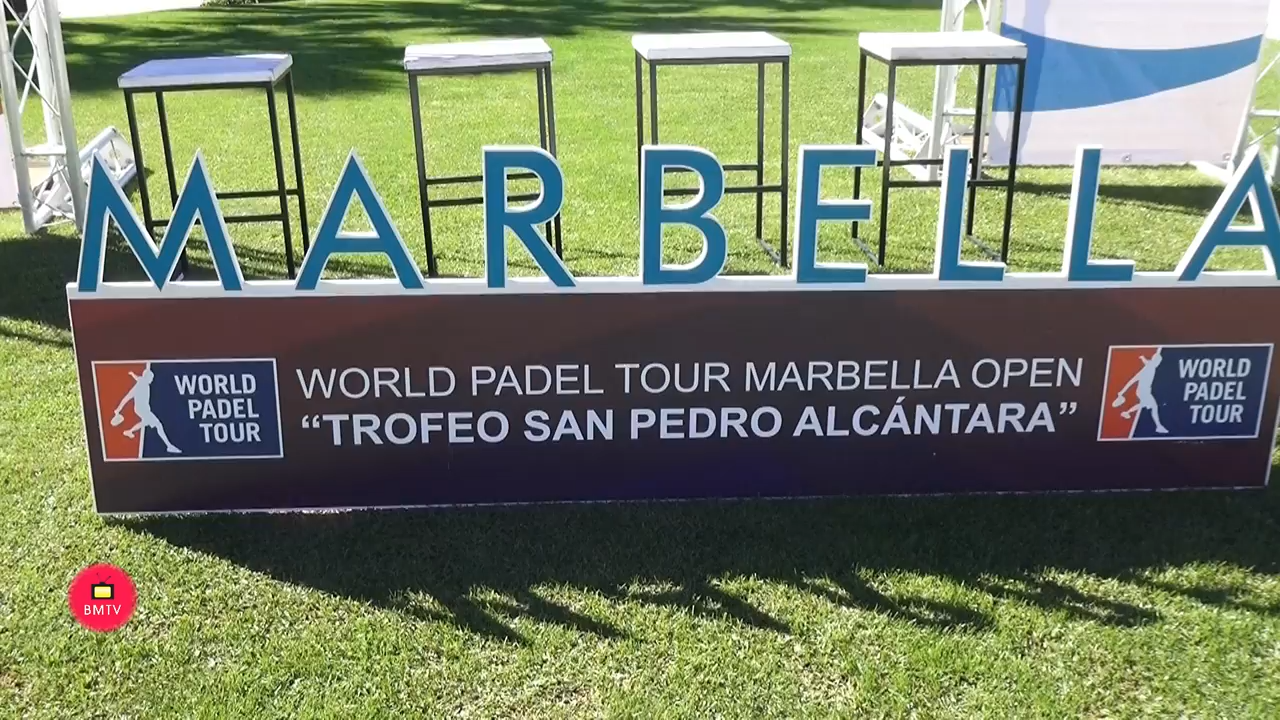 MARBELLA
WORLD
PADEL
TOUR
WORLD PADEL TOUR MARBELLA OPEN
“TROFEO SAN PEDRO ALCÁNTARA”
WORLD
PADEL
TOUR
BMTV